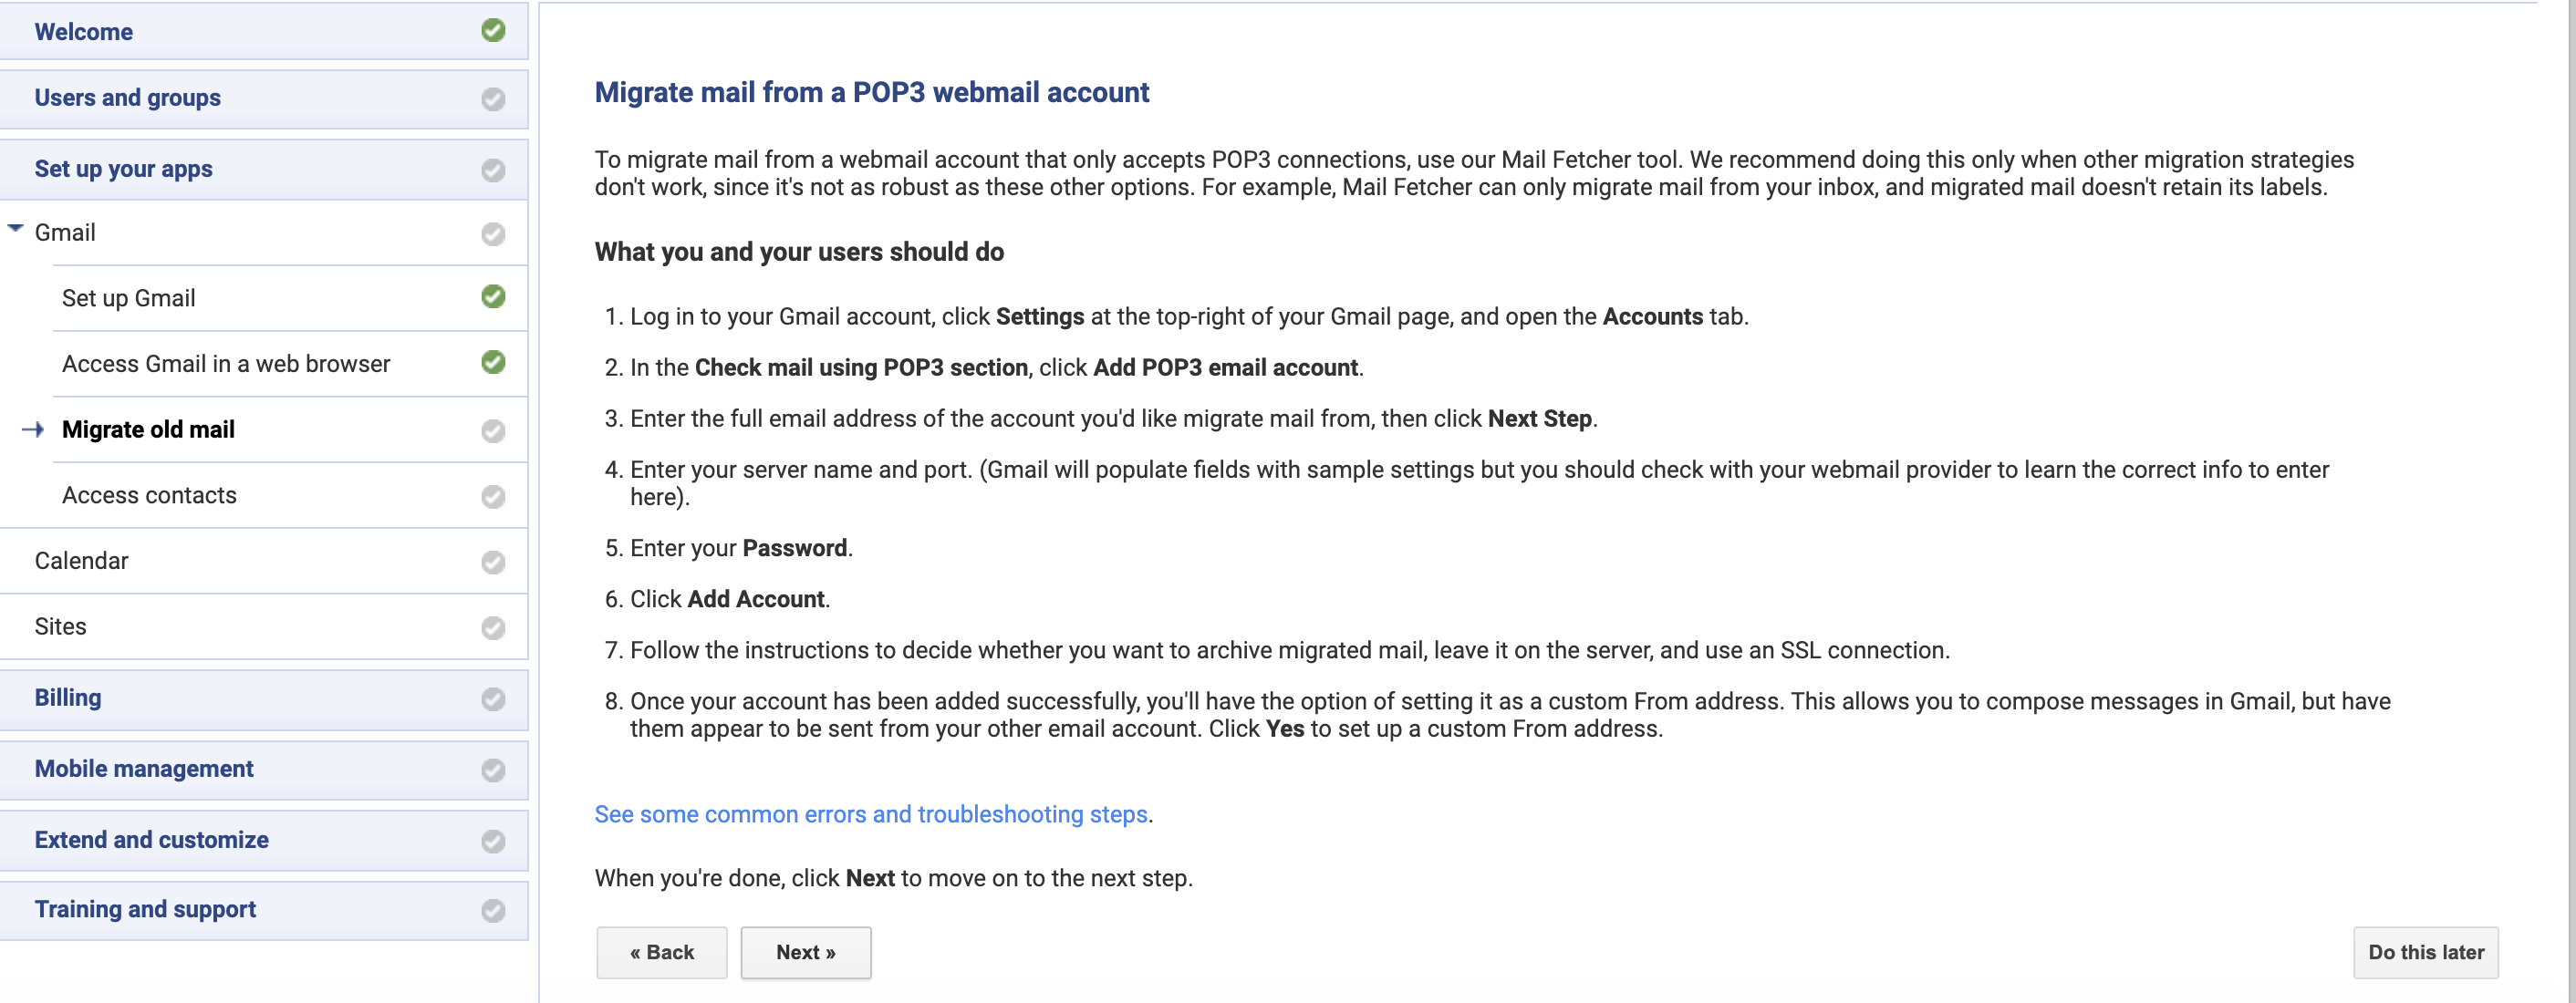 Welcome
Users and groups
Set up your apps
Gmail
Set up Gmail
Access Gmail in a web browser
Migrate old mail
Access contacts
Calendar
Sites
Billing
Mobile management
Extend and customize
Training and support
Migrate mail from a POP3 webmail account
To migrate mail from a webmail account that only accepts POP3 connections, use our Mail Fetcher tool. We recommend doing this only when other migration strategies
don't work, since it's not as robust as these other options. For example, Mail Fetcher can only migrate mail from your inbox, and migrated mail doesn't retain its labels.
What you and your users should do
1. Log in to your Gmail account, click Settings at the top-right of your Gmail page, and open the Accounts tab.
2. In the Check mail using POP3 section, click Add POP3 email account.
3. Enter the full email address of the account you'd like migrate mail from, then click Next Step.
4. Enter your server name and port. (Gmail will populate fields with sample settings but you should check with your webmail provider to learn the correct info to enter
here).
5. Enter your Password.
6. Click Add Account.
7. Follow the instructions to decide whether you want to archive migrated mail, leave it on the server, and use an SSL connection.
8. Once your account has been added successfully, you'll have the option of setting it as a custom From address. This allows you to compose messages in Gmail, but have
them appear to be sent from your other email account. Click Yes to set up a custom From address.
See some common errors and troubleshooting steps.
When you're done, click Next to move on to the next step.
« Back
Next »
Do this later